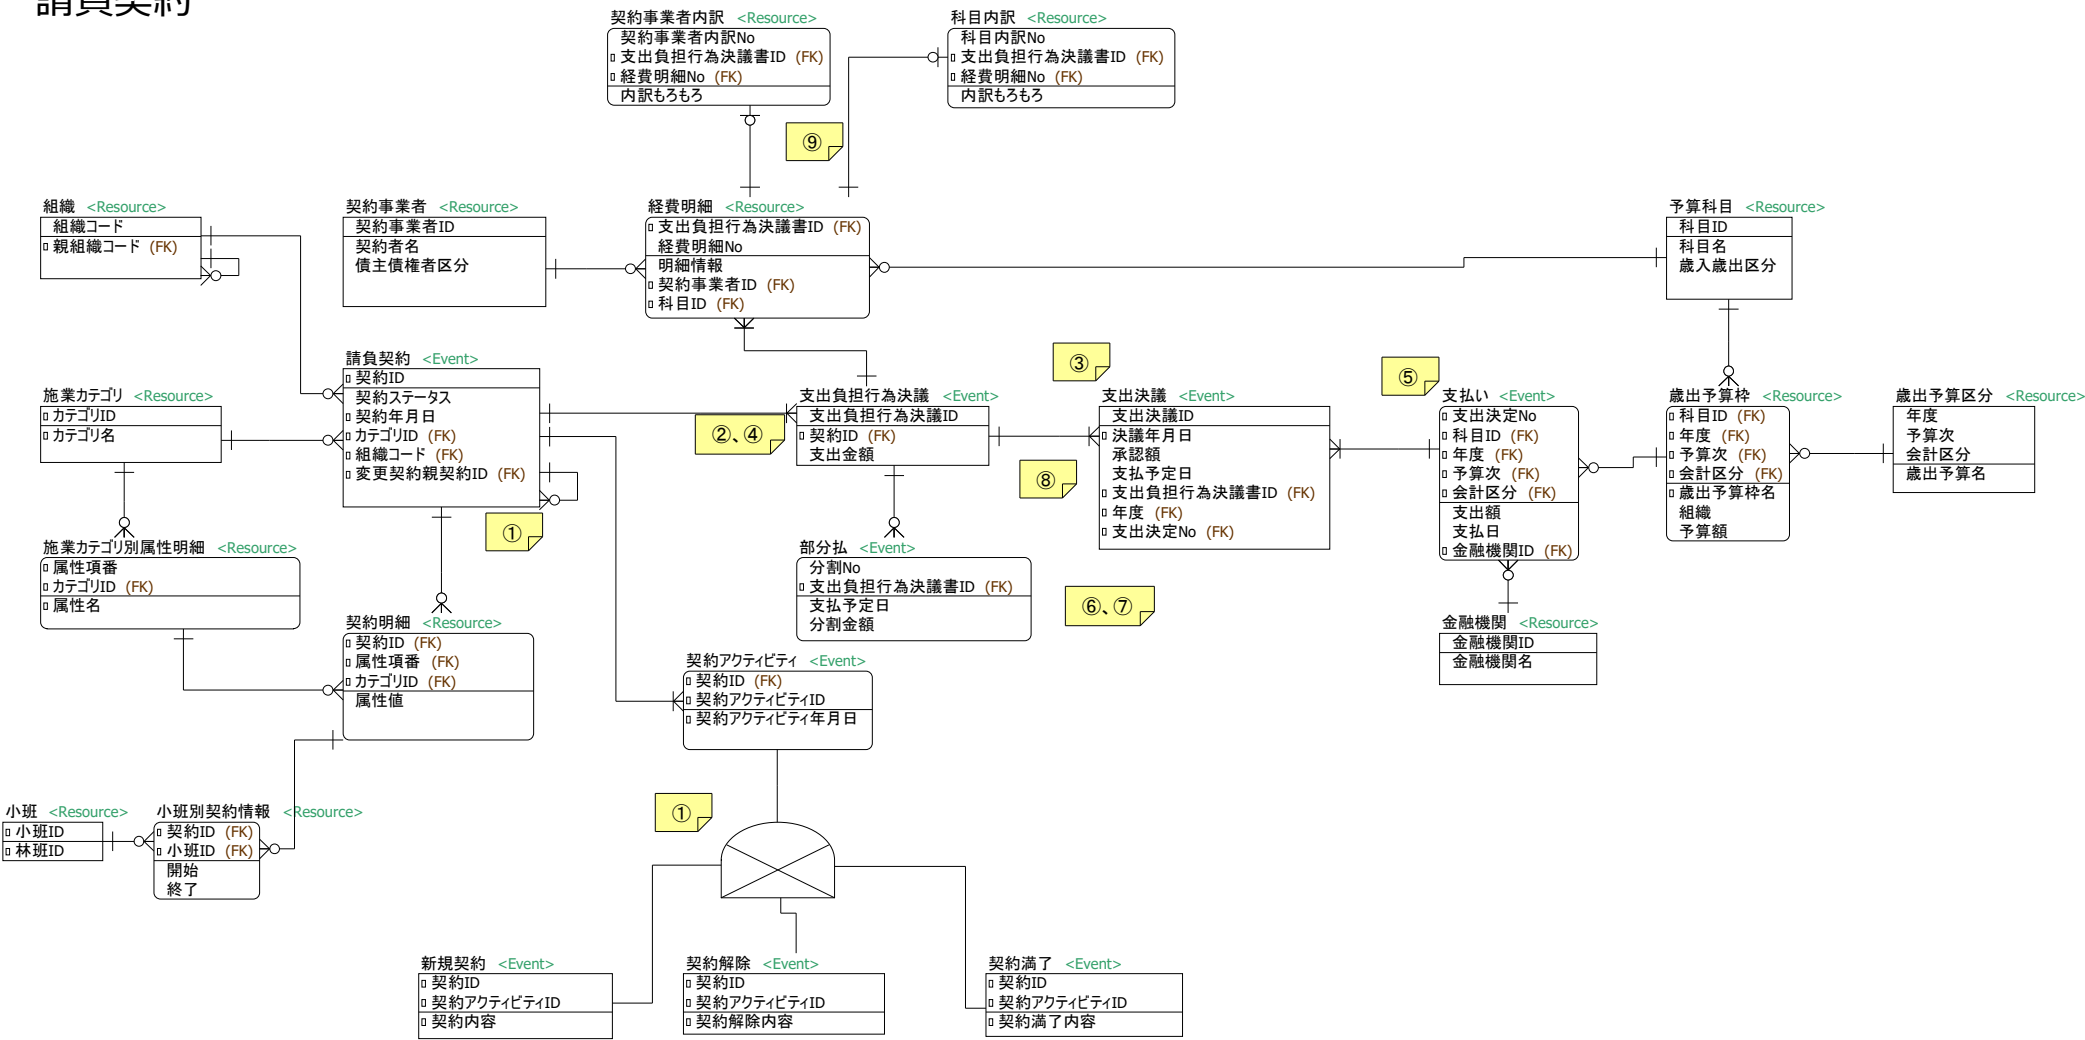 請負契約
契約事業者内訳 <Resource>
契約事業者内訳No
支出負担行為決議書ID (FK)
経費明細No (FK)
内訳もろもろ
科目内訳 <Resource>
科目内訳No
支出負担行為決議書ID (FK)
経費明細No (FK)
内訳もろもろ
⑨
組織 <Resource>
組織コード
親組織コード (FK)
契約事業者 <Resource>
契約事業者ID
契約者名
債主債権者区分
経費明細 <Resource>
支出負担行為決議書ID (FK)
経費明細No
明細情報
契約事業者ID (FK)
科目ID (FK)
予算科目 <Resource>
科目ID
科目名
歳入歳出区分
施業カテゴリ <Resource>
カテゴリID
カテゴリ名
請負契約 <Event>
契約ID
契約ステータス
契約年月日
カテゴリID (FK)
組織コード (FK)
変更契約親契約ID (FK)
①
②、④
支出負担行為決議 <Event>
支出負担行為決議ID
契約ID (FK)
支出金額
③
⑧
支出決議 <Event>
支出決議ID
決議年月日
承認額
支払予定日
支出負担行為決議書ID (FK)
年度 (FK)
支出決定No (FK)
⑤
支払い <Event>
支出決定No
科目ID (FK)
年度 (FK)
予算次 (FK)
会計区分 (FK)
支出額
支払日
金融機関ID (FK)
歳出予算枠 <Resource>
科目ID (FK)
年度 (FK)
予算次 (FK)
会計区分 (FK)
歳出予算枠名
組織
予算額
歳出予算区分 <Resource>
年度
予算次
会計区分
歳出予算名
施業カテゴリ別属性明細 <Resource>
属性項番
カテゴリID (FK)
属性名
部分払 <Event>
分割No
支出負担行為決議書ID (FK)
支払予定日
分割金額
⑥、⑦
金融機関 <Resource>
金融機関ID
金融機関名
契約明細 <Resource>
契約ID (FK)
属性項番 (FK)
カテゴリID (FK)
属性値
契約アクティビティ <Event>
契約ID (FK)
契約アクティビティID
契約アクティビティ年月日
小班 <Resource>
小班ID
林班ID
小班別契約情報 <Resource>
契約ID (FK)
小班ID (FK)
開始
終了
①
新規契約 <Event>
契約ID
契約アクティビティID
契約内容
契約解除 <Event>
契約ID
契約アクティビティID
契約解除内容
契約満了 <Event>
契約ID
契約アクティビティID
契約満了内容